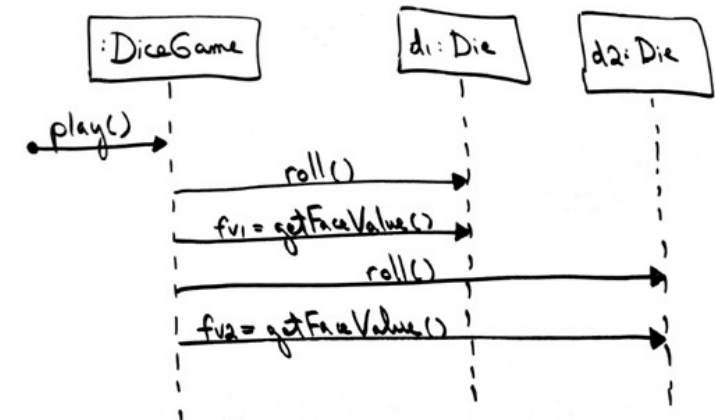 :DiceGame
d1:Die
d2:Die
play()
roll()
fv1=getFaceValue()
roll()
fv2=getFaceValue()